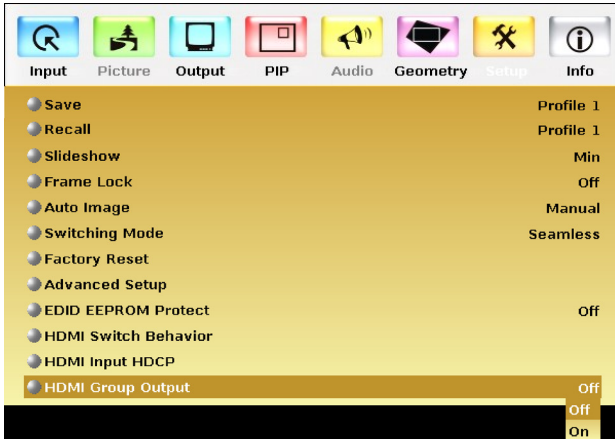 Input Picture Output PIP Audio Geometry Setup Info
Save Profile 1
Recall Profile 1
Slideshow Min
Frame Lock Off
Auto Image Manual
Switching Mode Seamless
Factory Reset
Advanced Setup
EDID EEPROM Protect Off
HDMI Switch Behavior
HDMI Input HDCP
HDMI Group Output Off
Off
On